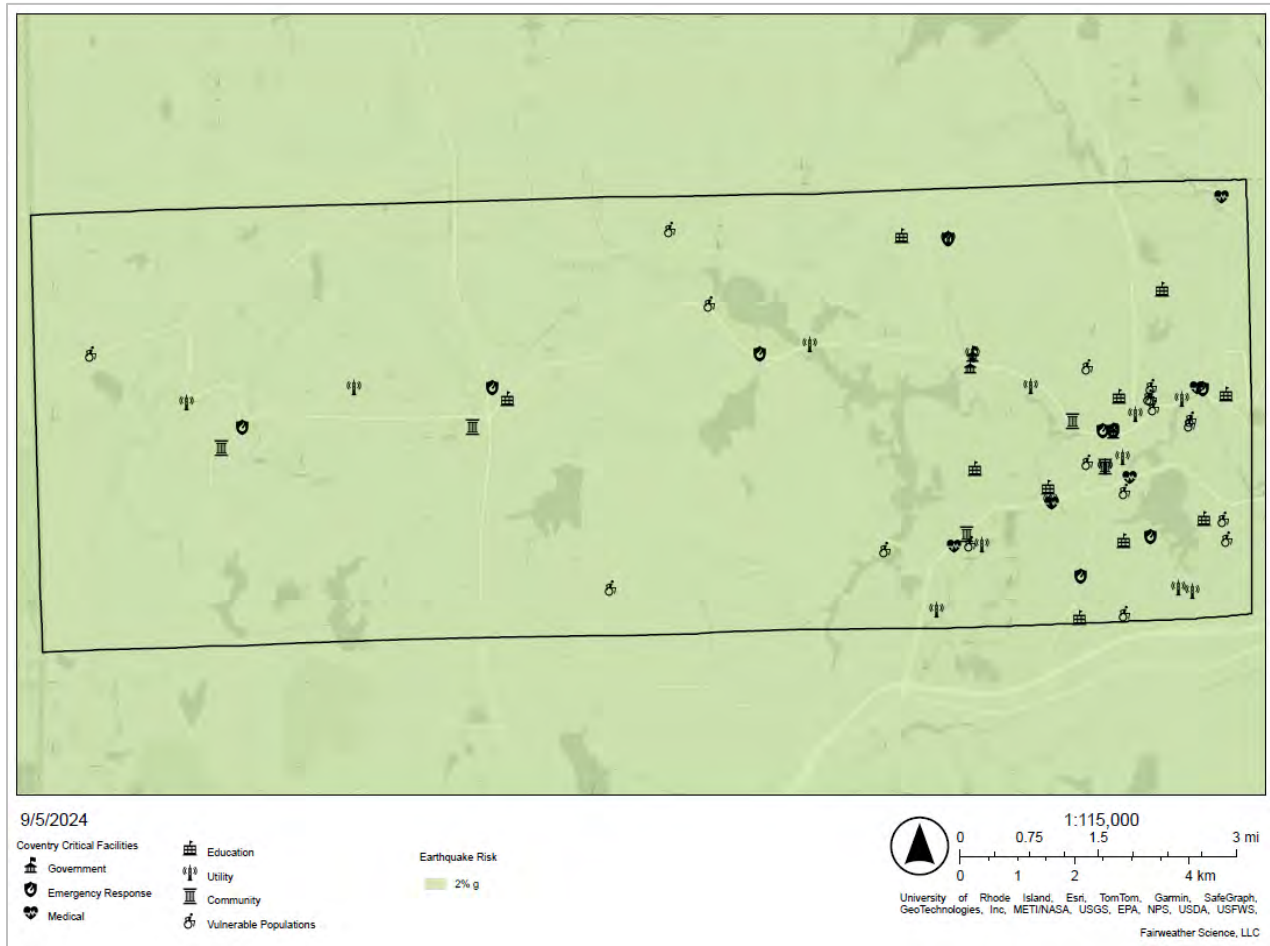 9/5/2024
Coventry Critical Facilities
Government
Emergency Response
Medical
Education
Utility
Community
Vulnerable Populations
Earthquake Risk
2% g
1:115,000
0 0.75 1.5 3 mi
0 1 2 4 km
University of Rhode Island, Esri, TomTom, Garmin, SafeGraph,
GeoTechnologies, Inc, METI/NASA, USGS, EPA, NPS, USDA, USFWS,
Fairweather Science, LLC